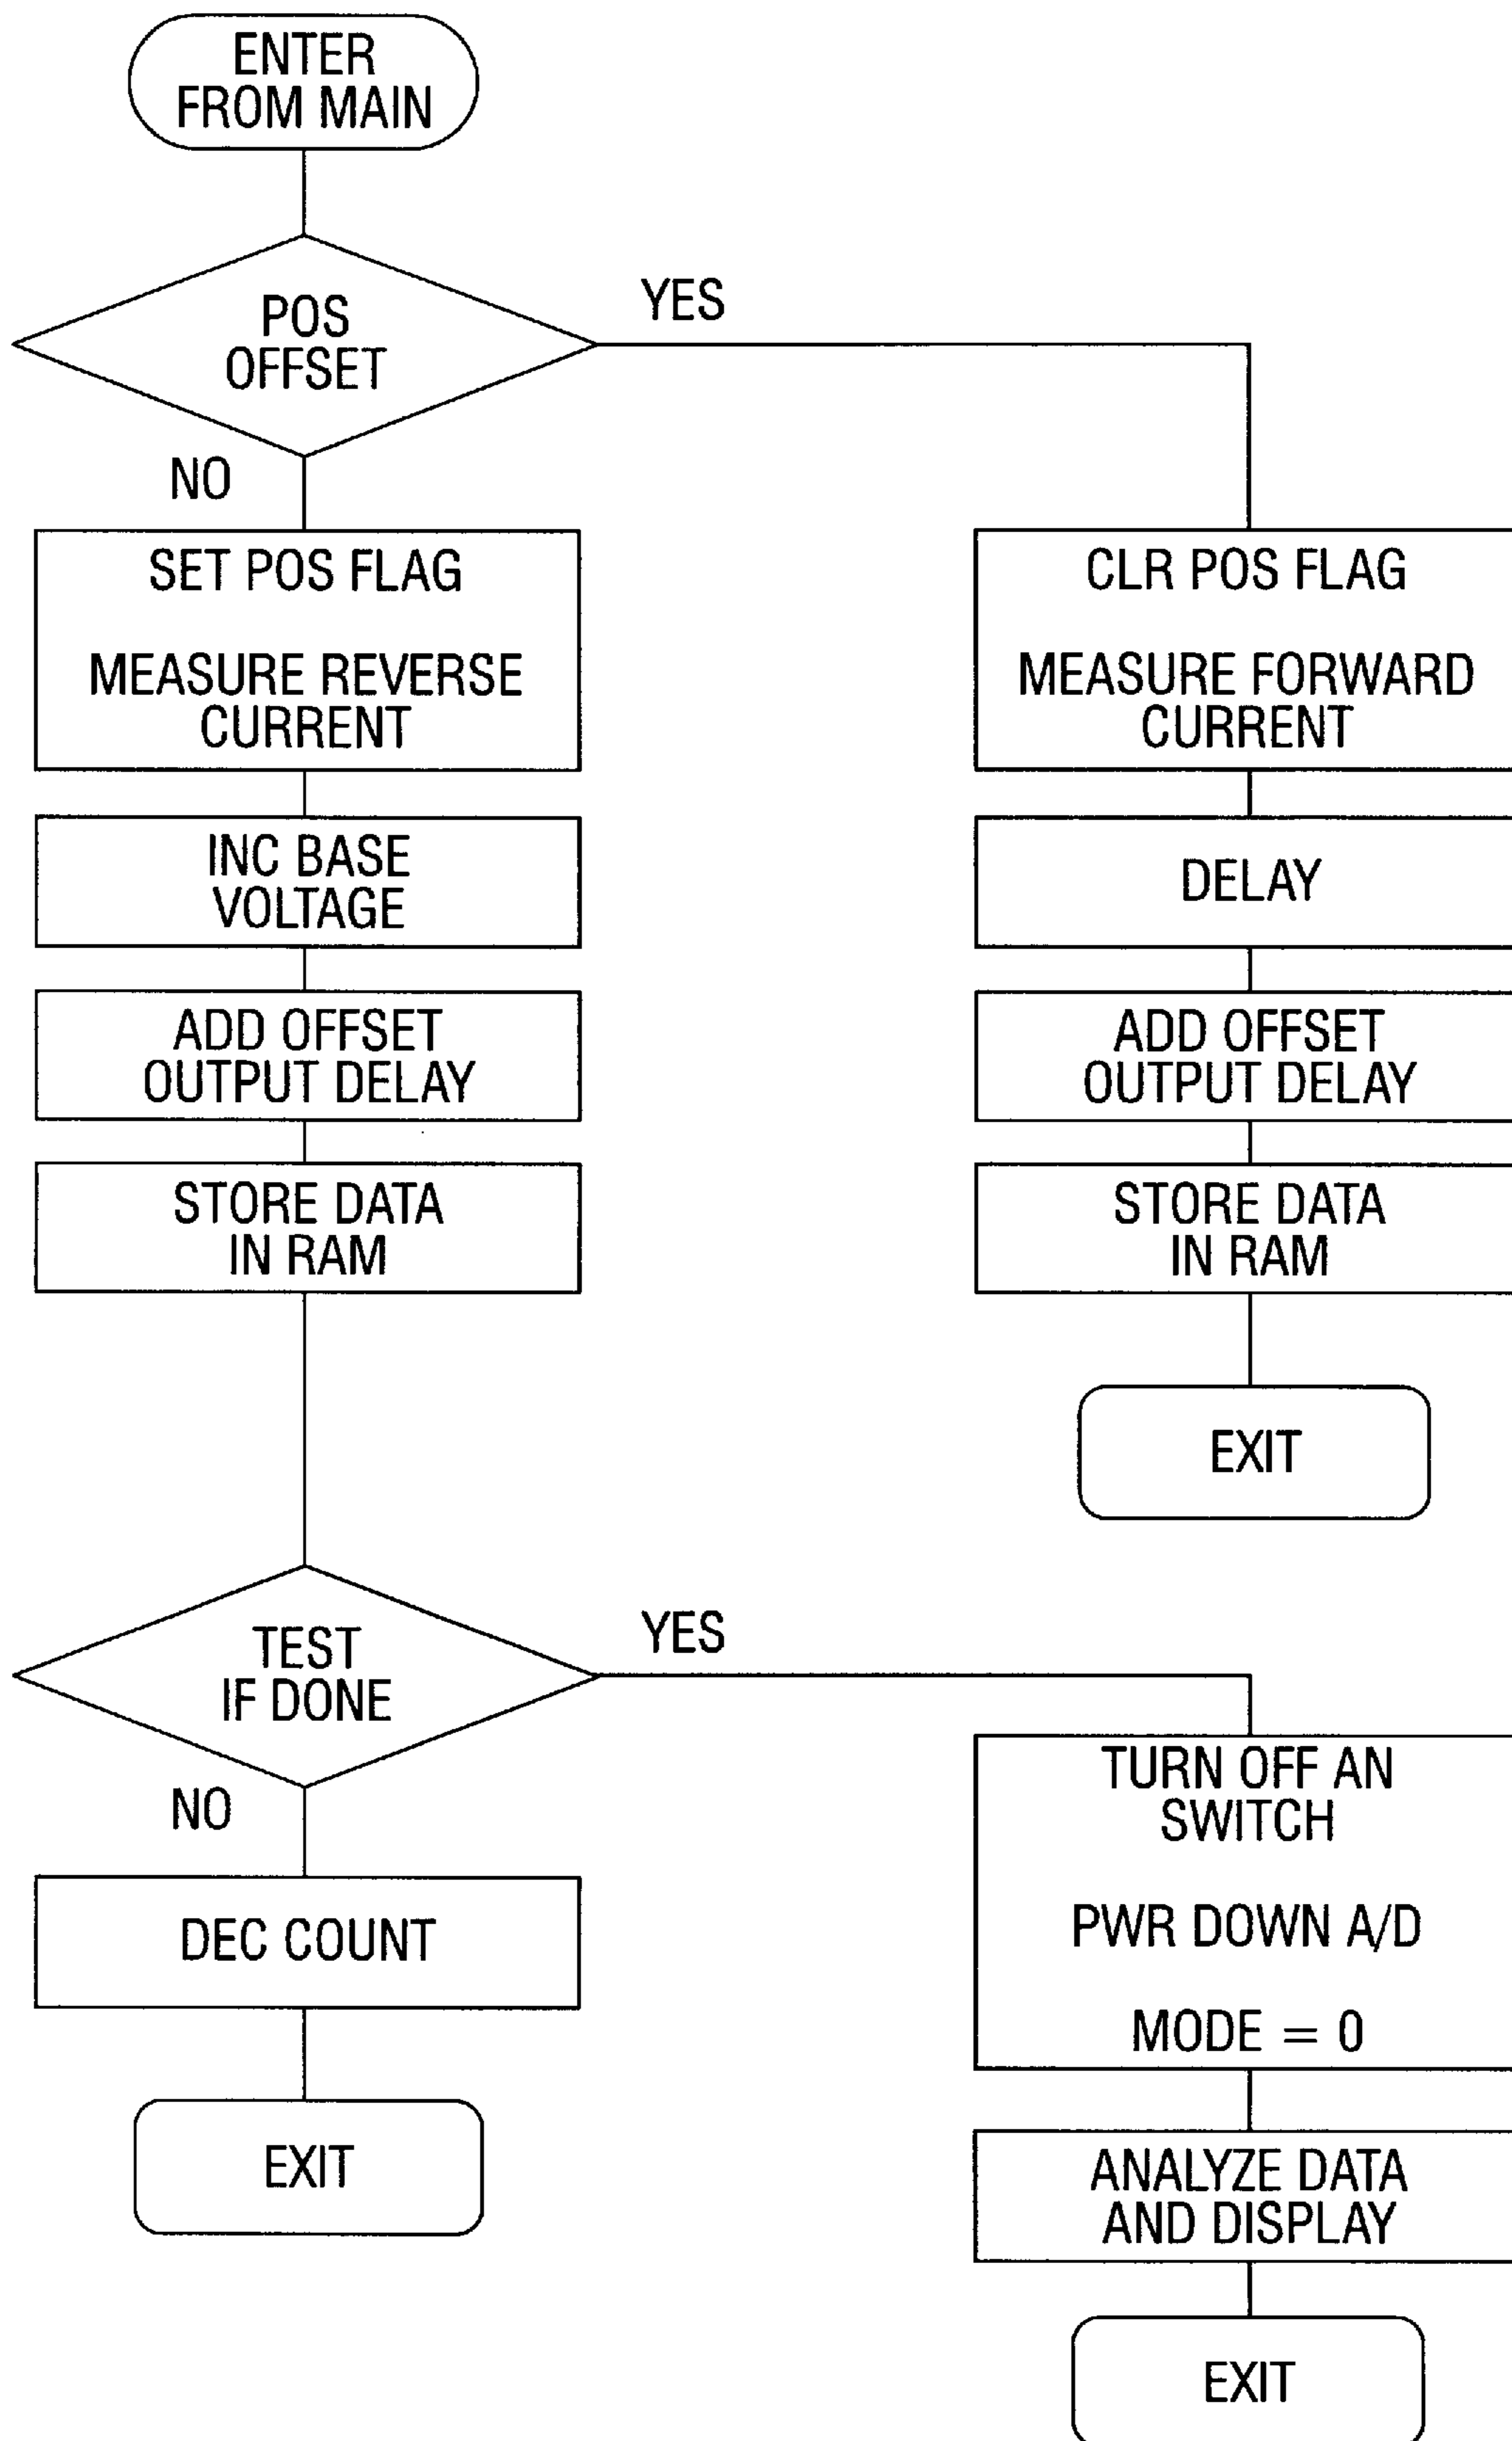 ENTER
FROM MAIN
POS
OFFSET
YES
NO
SET POS FLAG
MEASURE REVERSE
CURRENT
INC BASE
VOLTAGE
ADD OFFSET
OUTPUT DELAY
STORE DATA
IN RAM
CLR POS FLAG
MEASURE FORWARD
CURRENT
DELAY
ADD OFFSET
OUTPUT DELAY
STORE DATA
IN RAM
EXIT
TEST
IF DONE
YES
NO
DEC COUNT
EXIT
TURN OFF AN
SWITCH
PWR DOWN A/D
MODE = 0
ANALYZE DATA
AND DISPLAY
EXIT